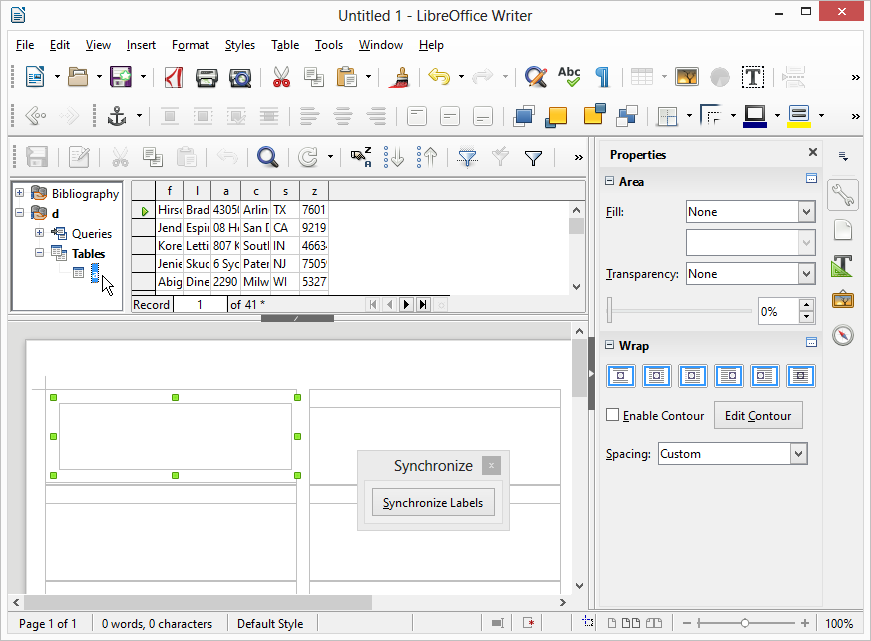 Untitled 1 - LibreOffice Writer
File Edit View Insert Format Styles Table Tools Window Help
Abc
T
Z
A
Properties
Bibliography
d
Queries
Tables
f l a c s z
Hirsc Brad 4305 Arlin TX 7601
Jend Espin 08 He San D CA 9219
Kore Letti 807 K South IN 4663
Jenie Skuc 6 Syc Pater NJ 7505
Abig Dine 2290 Milw WI 5327
Record 1 of 41 *
Area
Fill: None
Transparency: None
0%
Wrap
Enable Contour Edit Contour
Spacing: Custom
Synchronize
Synchronize Labels
Page 1 of 1 0 words, 0 characters Default Style 100%